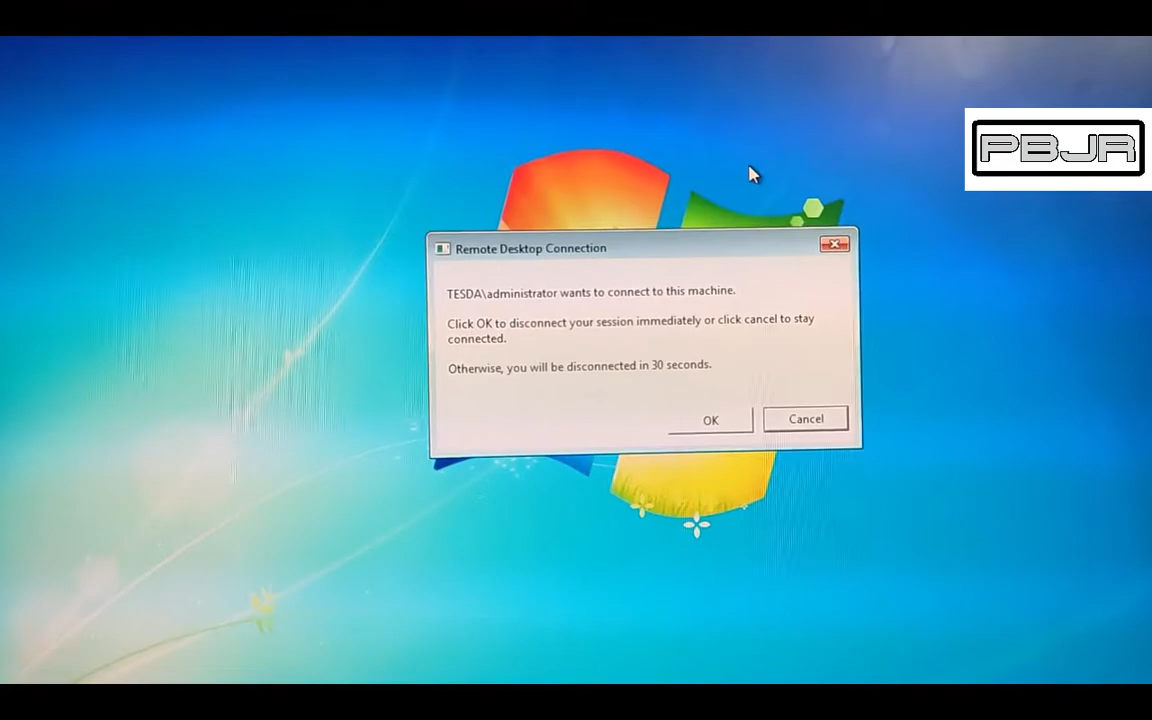 PBJR
Remote Desktop Connection
TESDA\administrator wants to connect to this machine.
Click OK to disconnect your session immediately or click cancel to stay
connected.
Otherwise, you will be disconnected in 30 seconds.
OK
Cancel